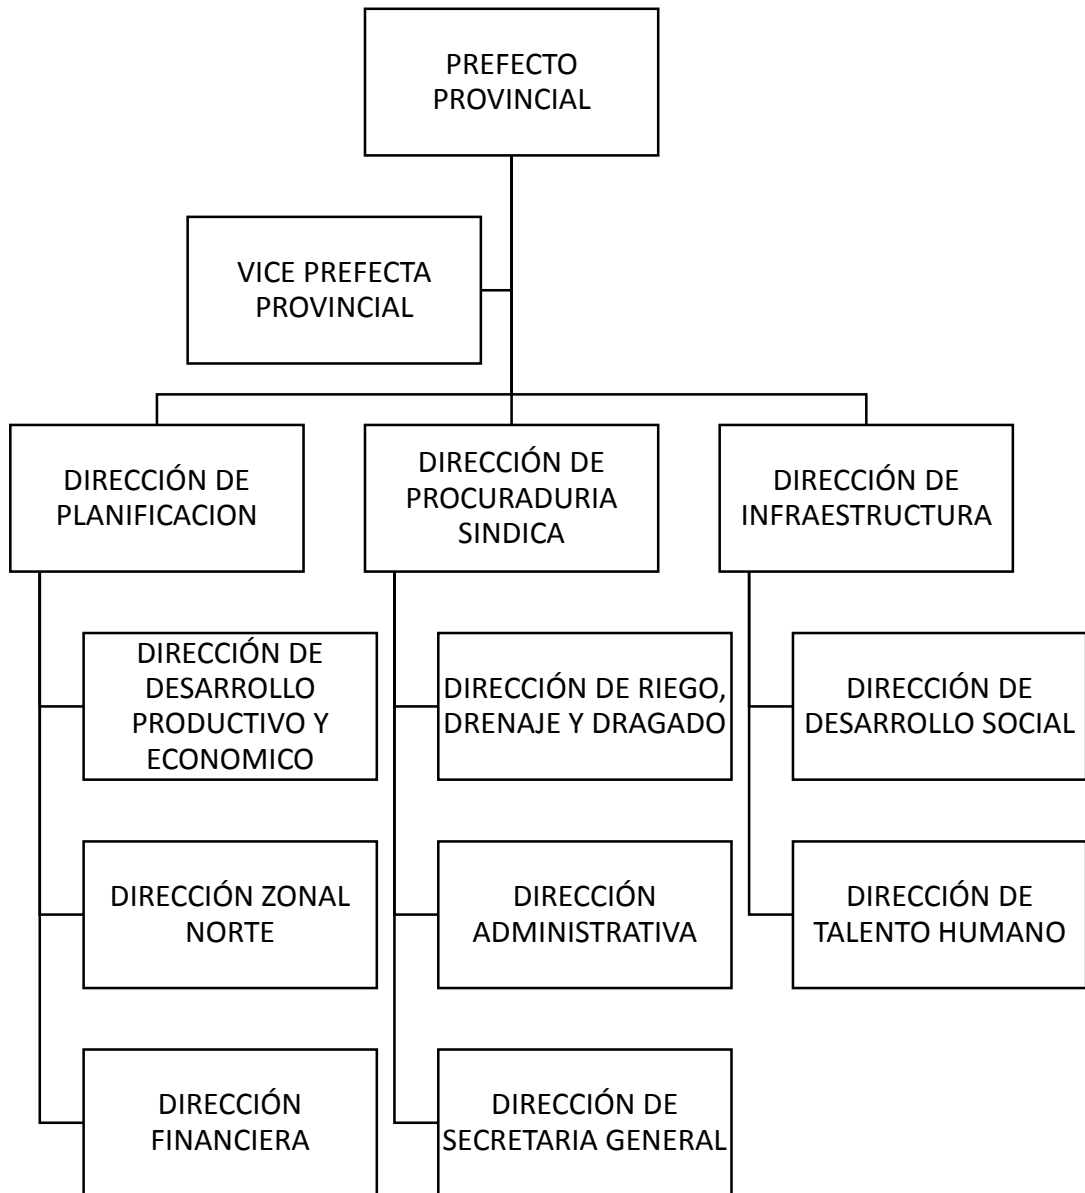 PREFECTO
PROVINCIAL
VICE PREFECTA
PROVINCIAL
DIRECCIÓN DE
PLANIFICACION
DIRECCIÓN DE
PROCURADURIA
SINDICA
DIRECCIÓN DE
INFRAESTRUCTURA
DIRECCIÓN DE
DESARROLLO
PRODUCTIVO Y
ECONOMICO
DIRECCIÓN DE RIEGO,
DRENAJE Y DRAGADO
DIRECCIÓN DE
DESARROLLO SOCIAL
DIRECCIÓN ZONAL
NORTE
DIRECCIÓN
ADMINISTRATIVA
DIRECCIÓN DE
TALENTO HUMANO
DIRECCIÓN
FINANCIERA
DIRECCIÓN DE
SECRETARIA GENERAL